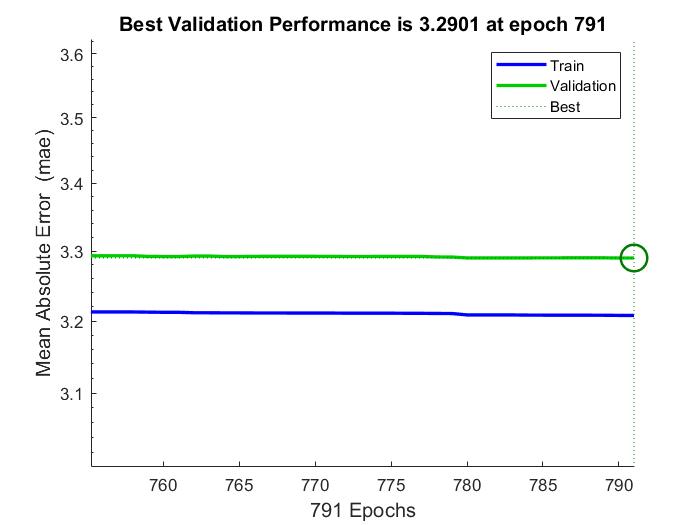 Best Validation Performance is 3.2901 at epoch 791
Train
Validation
Best
Mean Absolute Error  (mae)
3.6
3.5
3.4
3.3
3.2
3.1
760
765
770
775
780
785
790
791 Epochs